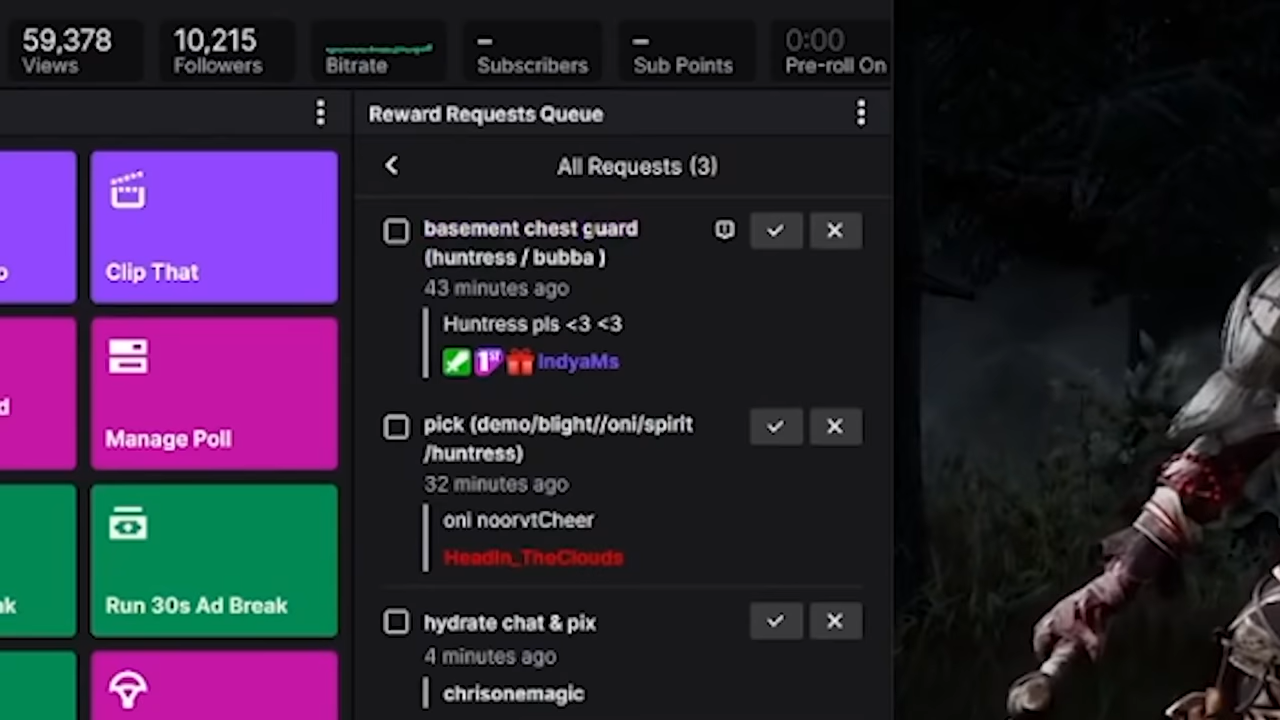 59,378
Views
10,215
Followers
Bitrate
–
Subscribers
–
Sub Points
0:00
Pre-roll On
Reward Requests Queue
All Requests (3)
o
Clip That
basement chest guard
(huntress / bubba )
43 minutes ago
Huntress pls <3 <3
1ST IndyaMs
d
Manage Poll
pick (demo/blight//oni/spirit
/huntress)
32 minutes ago
oni noorvtCheer
HeadIn_TheClouds
ak
Run 30s Ad Break
hydrate chat & pix
4 minutes ago
chrisonemagic